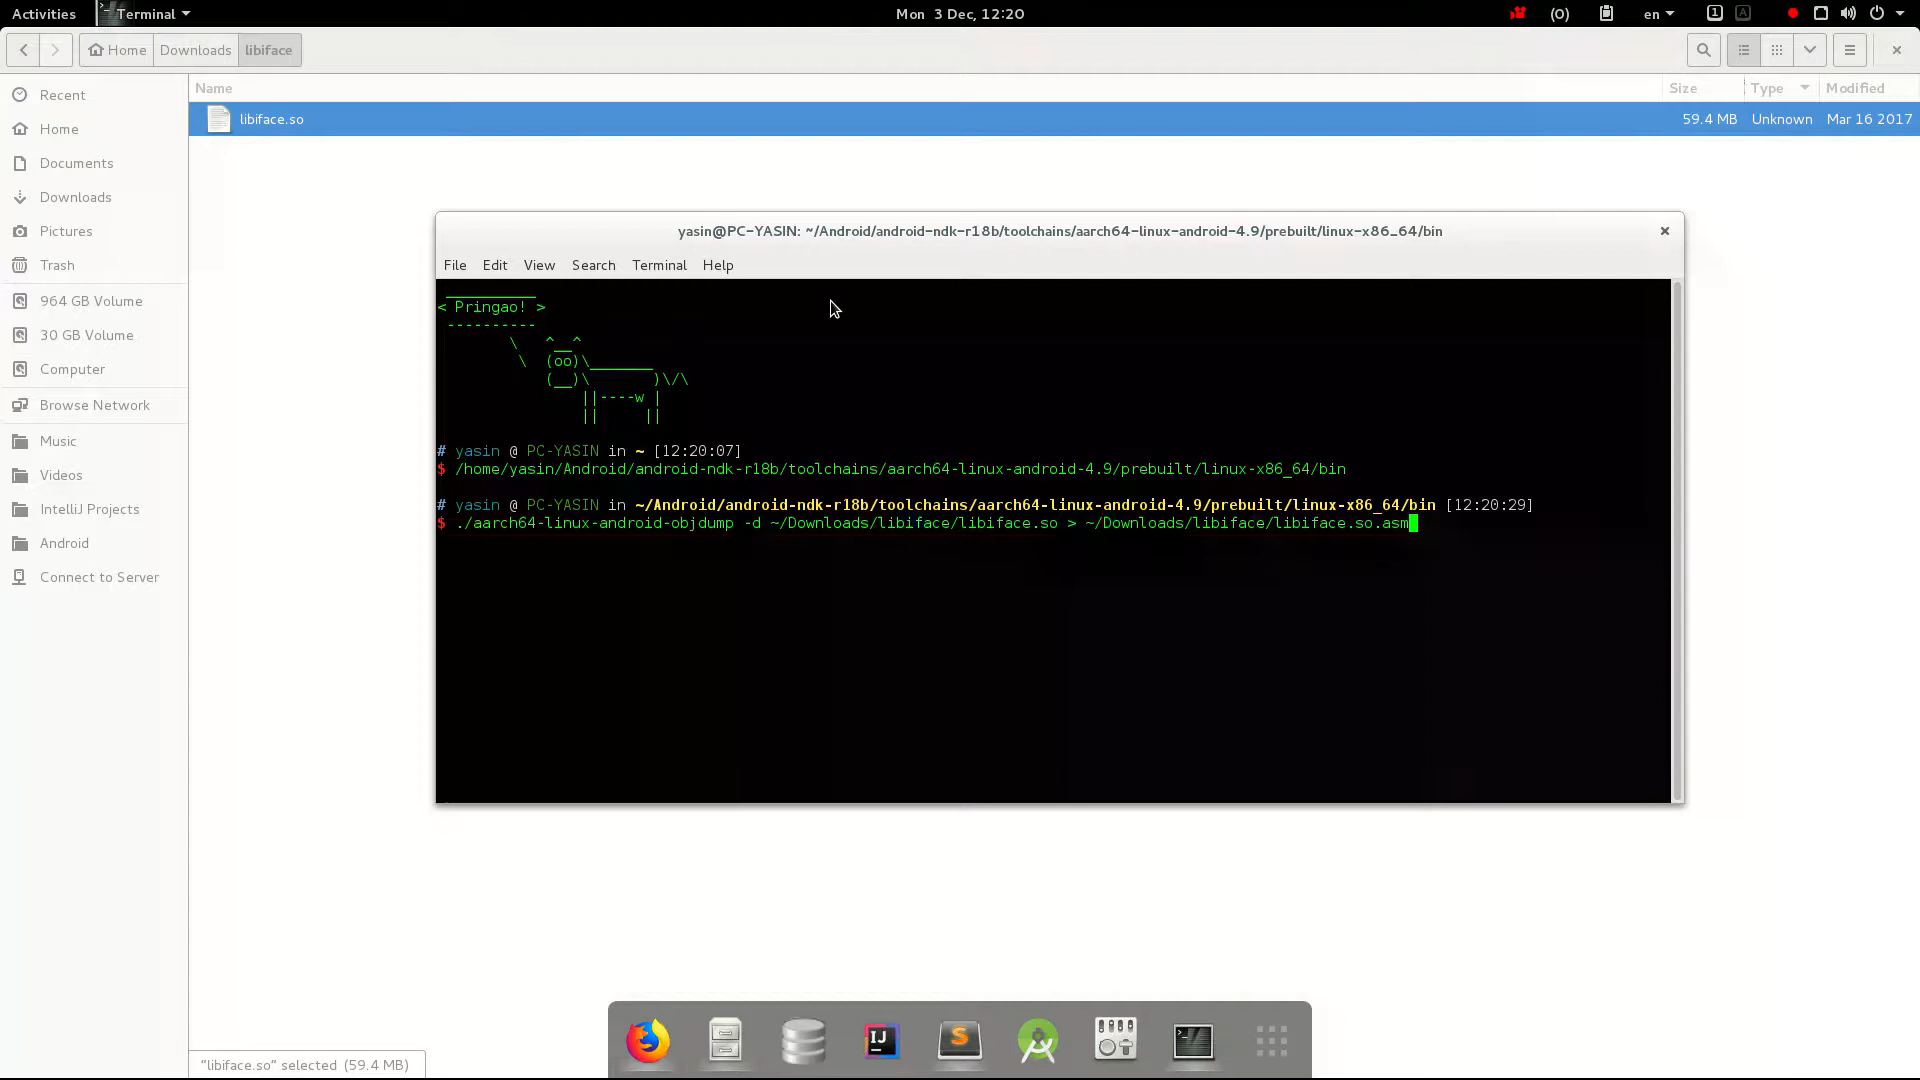 Activities
Terminal
Mon 3 Dec, 12:20
(0)
en
1
A
Home
Downloads
libiface
Name
Size
Type
Modified
libiface.so
59.4 MB
Unknown
Mar 16 2017
Recent
Home
Documents
Downloads
Pictures
Trash
964 GB Volume
30 GB Volume
Computer
Browse Network
Music
Videos
IntelliJ Projects
Android
Connect to Server
yasin@PC-YASIN: ~/Android/android-ndk-r18b/toolchains/aarch64-linux-android-4.9/prebuilt/linux-x86_64/bin
File Edit View Search Terminal Help
__________
< Pringao! >
----------
\   ^__^
\  (oo)\_______
(__)\       )\/\
||----w |
||     ||
# yasin @ PC-YASIN in ~ [12:20:07]
$ /home/yasin/Android/android-ndk-r18b/toolchains/aarch64-linux-android-4.9/prebuilt/linux-x86_64/bin
# yasin @ PC-YASIN in ~/Android/android-ndk-r18b/toolchains/aarch64-linux-android-4.9/prebuilt/linux-x86_64/bin [12:20:29]
$ ./aarch64-linux-android-objdump -d ~/Downloads/libiface/libiface.so > ~/Downloads/libiface/libiface.so.asm
IJ
S
"libiface.so" selected (59.4 MB)